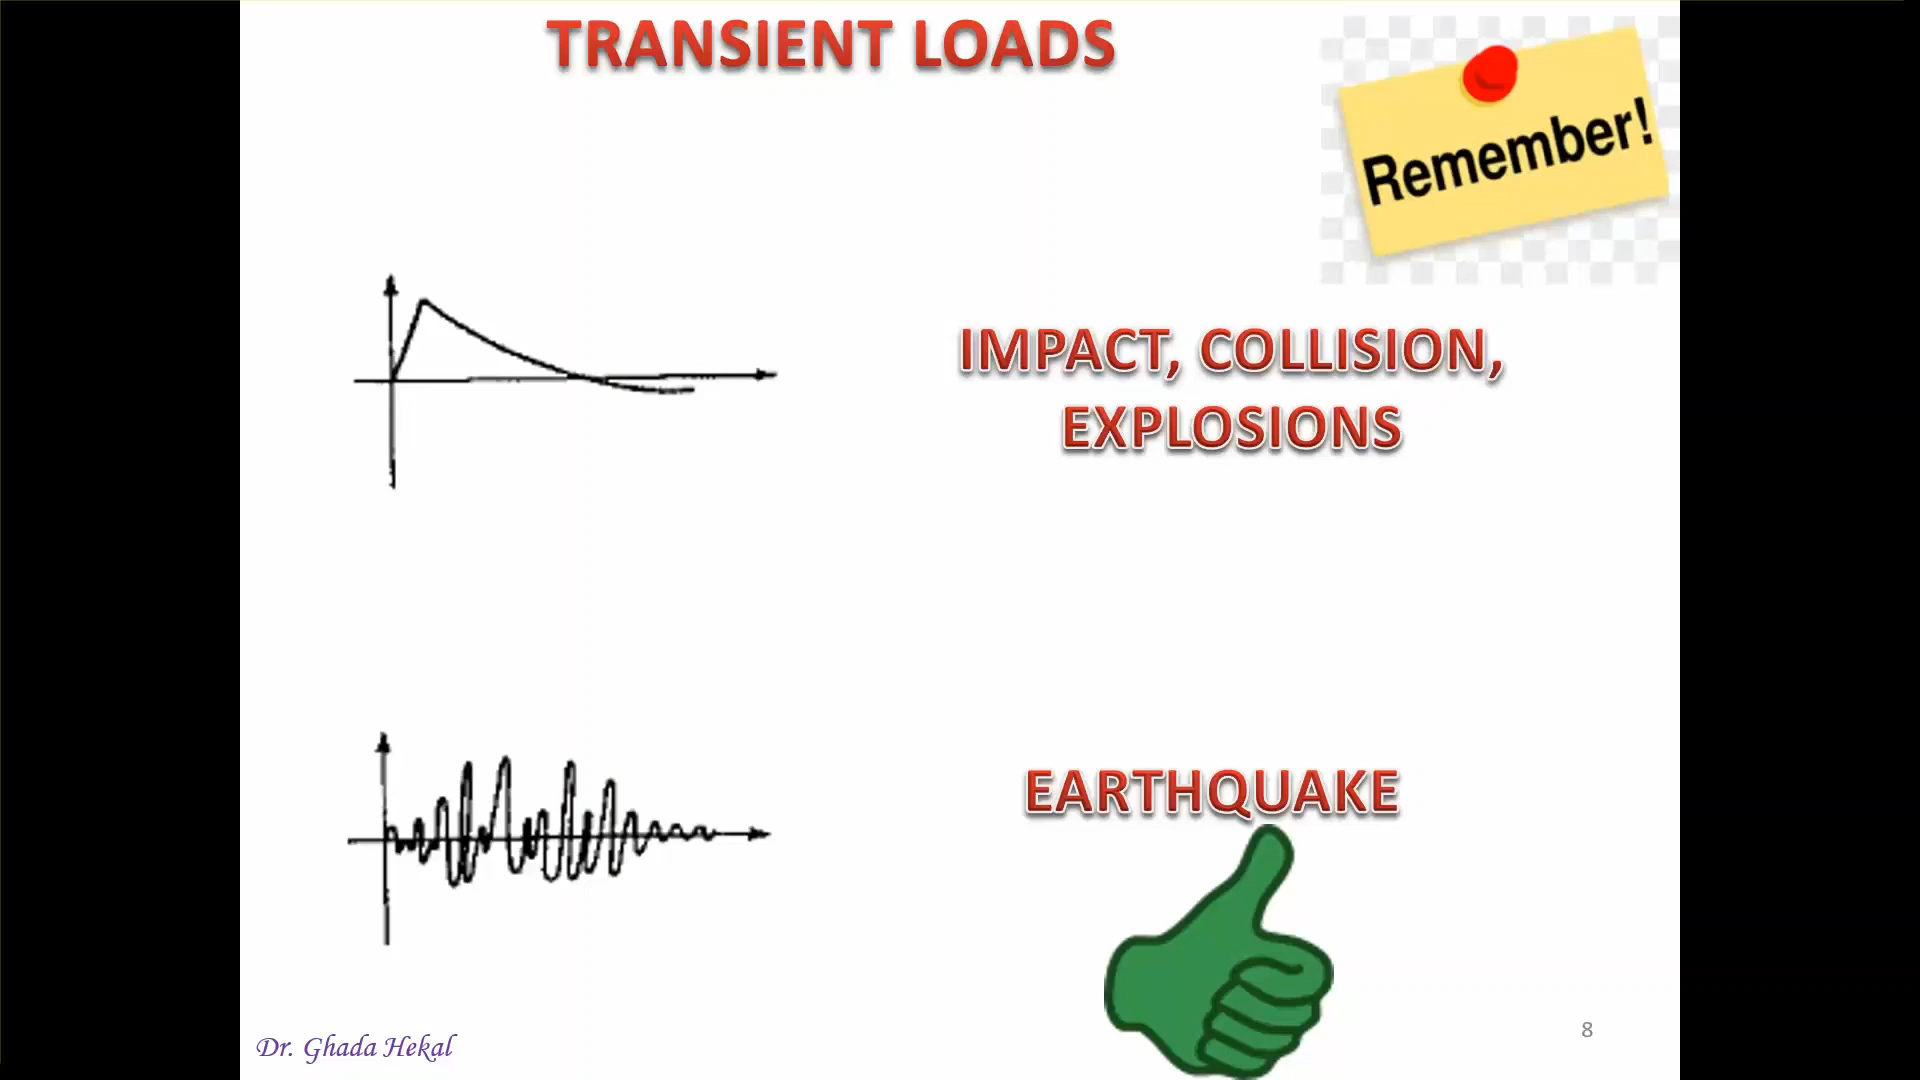 TRANSIENT LOADS
Remember!
IMPACT, COLLISION,
EXPLOSIONS
EARTHQUAKE
Dr. Ghada Hekal
8